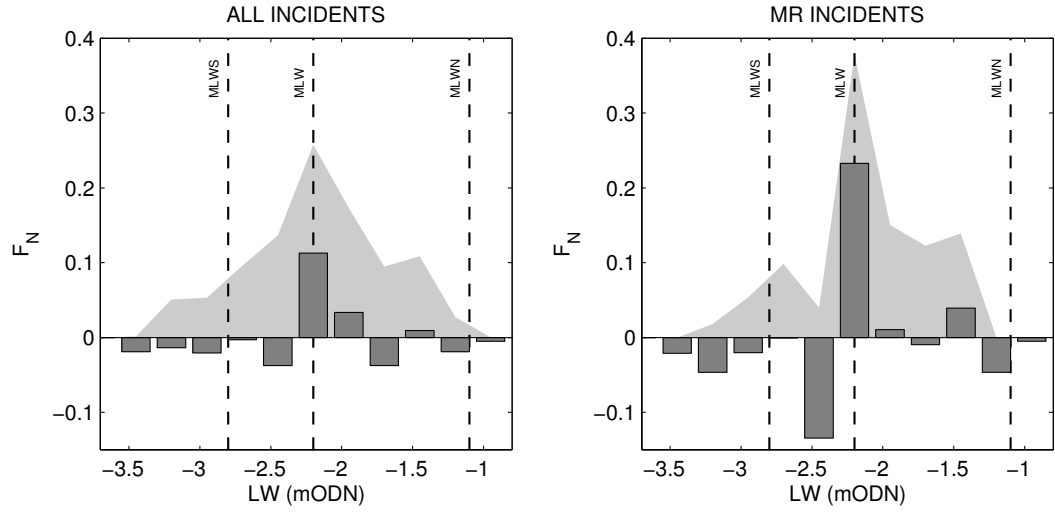 ALL INCIDENTS
0.4
0.3
0.2
0.1
0
−0.1
F_N
MLWS
MLW
MLWN
−3.5 −3 −2.5 −2 −1.5 −1
LW (mODN)
MR INCIDENTS
0.4
0.3
0.2
0.1
0
−0.1
F_N
MLWS
MLW
MLWN
−3.5 −3 −2.5 −2 −1.5 −1
LW (mODN)